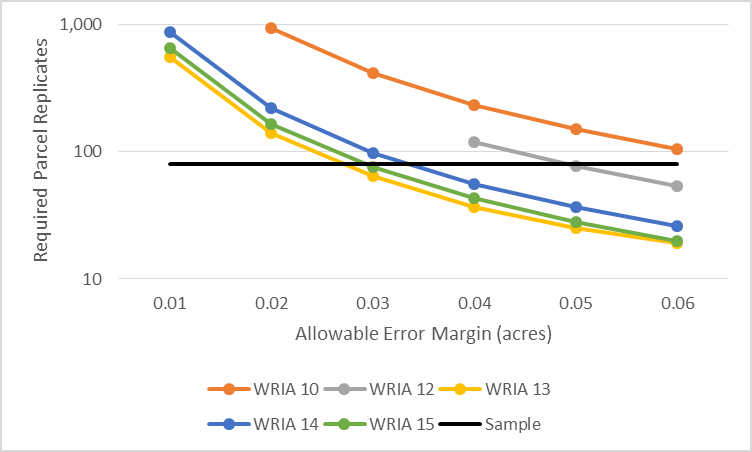 1,000
100
10
Required Parcel Replicates
0.01 0.02 0.03 0.04 0.05 0.06
Allowable Error Margin (acres)
WRIA 10 WRIA 12 WRIA 13
WRIA 14 WRIA 15 Sample